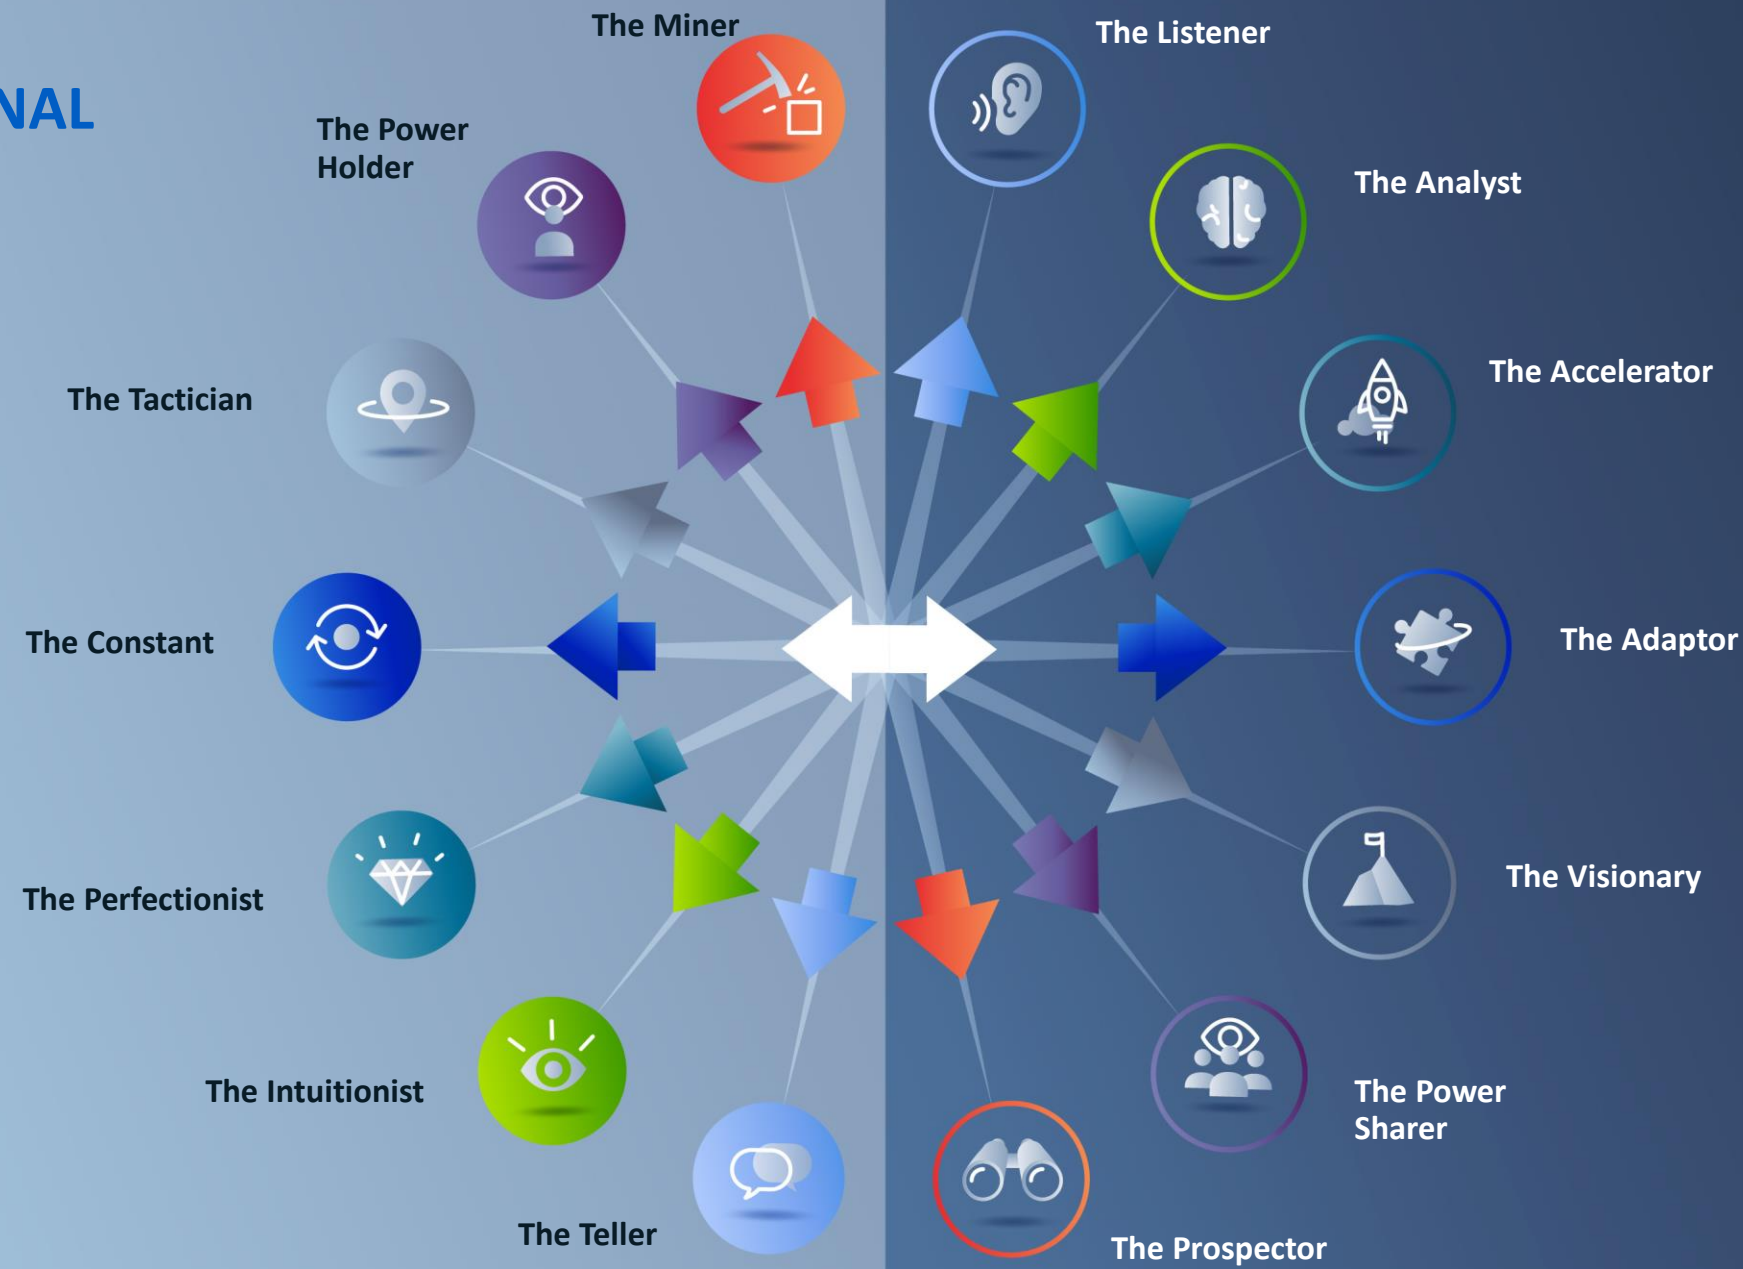 The Miner
The Listener
NAL
The Power
Holder
The Analyst
The Accelerator
The Tactician
The Constant
The Adaptor
The Perfectionist
The Visionary
The Intuitionist
The Power
Sharer
The Teller
The Prospector